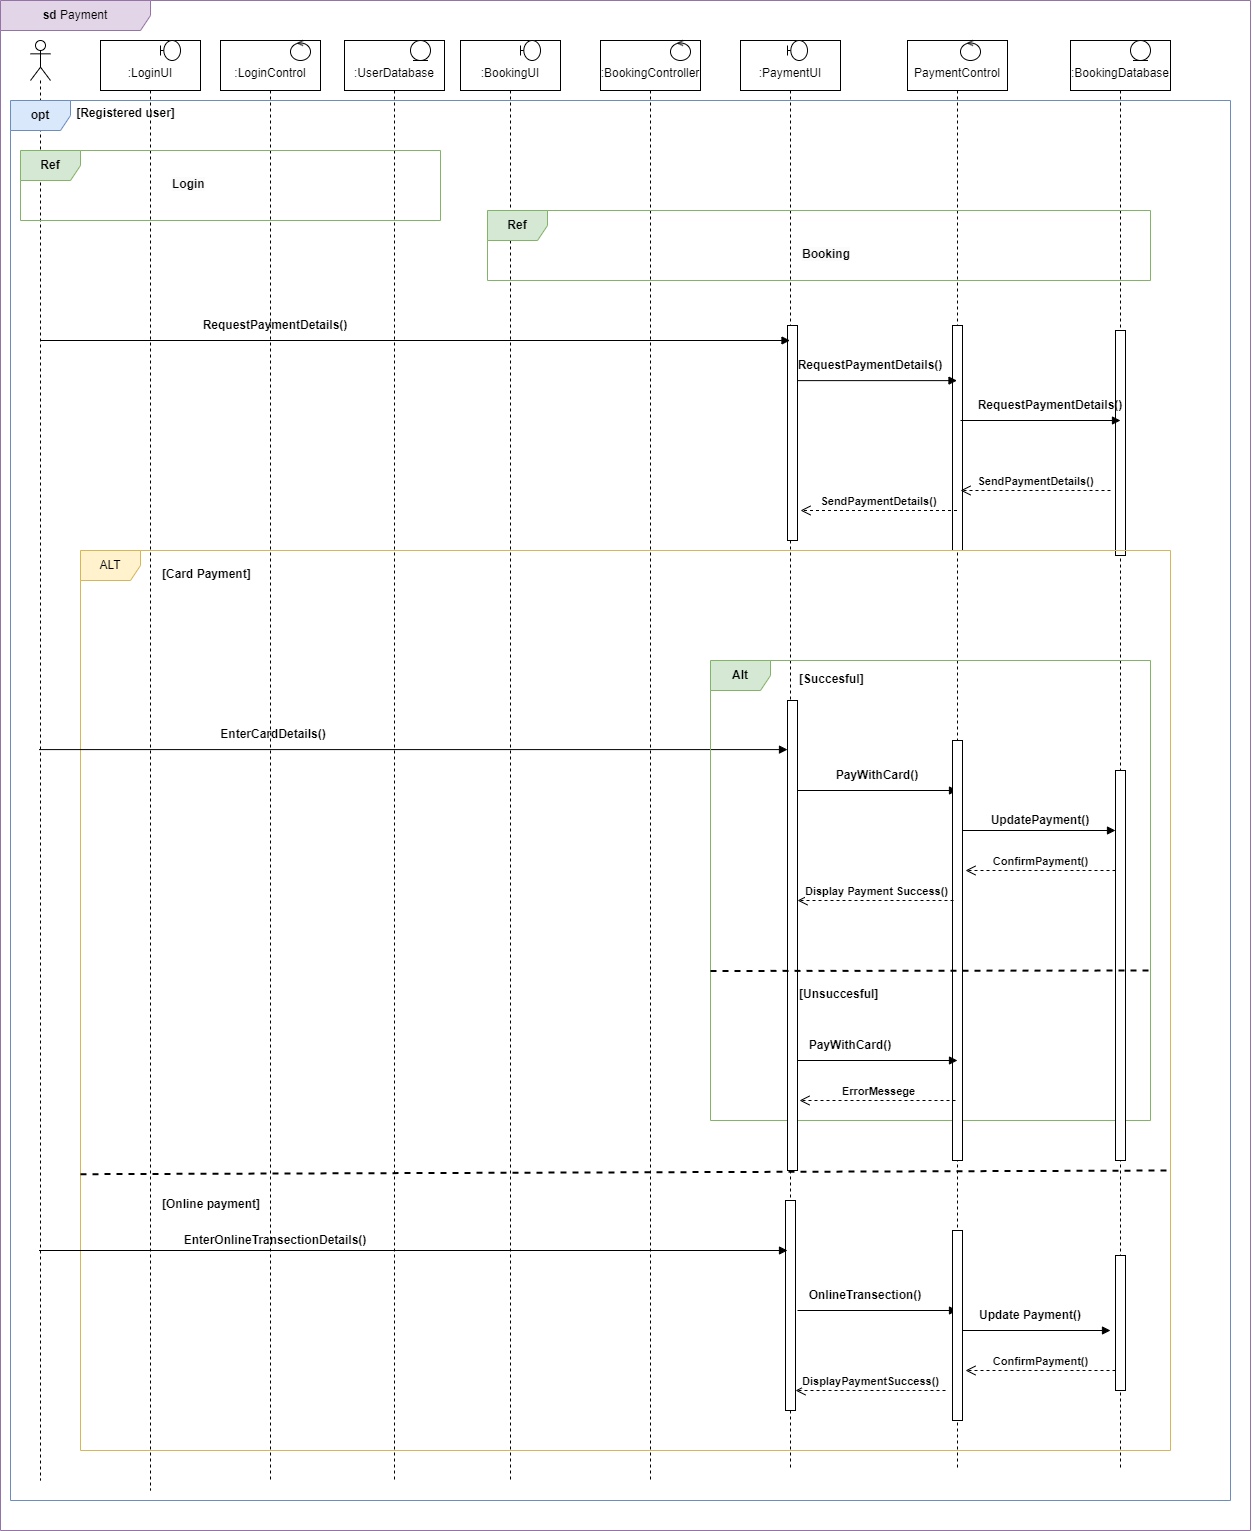 sd Payment
:LoginUI
:LoginControl
:UserDatabase
:BookingUI
:BookingController
:PaymentUI
PaymentControl
:BookingDatabase
opt
[Registered user]
Ref
Login
Ref
Booking
RequestPaymentDetails()
RequestPaymentDetails()
RequestPaymentDetails()
SendPaymentDetails()
SendPaymentDetails()
ALT
[Card Payment]
Alt
[Succesful]
EnterCardDetails()
PayWithCard()
UpdatePayment()
ConfirmPayment()
Display Payment Success()
[Unsuccesful]
PayWithCard()
ErrorMessege
[Online payment]
EnterOnlineTransectionDetails()
OnlineTransection()
Update Payment()
ConfirmPayment()
DisplayPaymentSuccess()